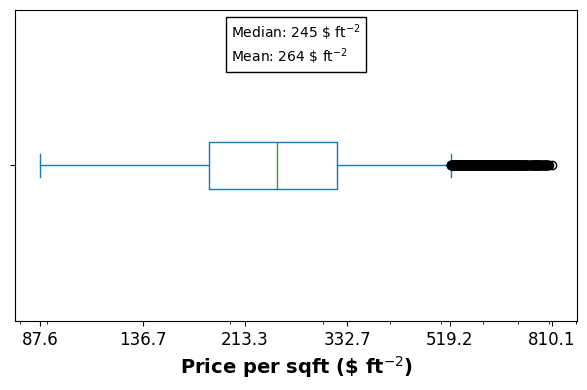 Median: 245 $ ft⁻²
Mean: 264 $ ft⁻²
87.6 136.7 213.3 332.7 519.2 810.1
Price per sqft ($ ft⁻²)